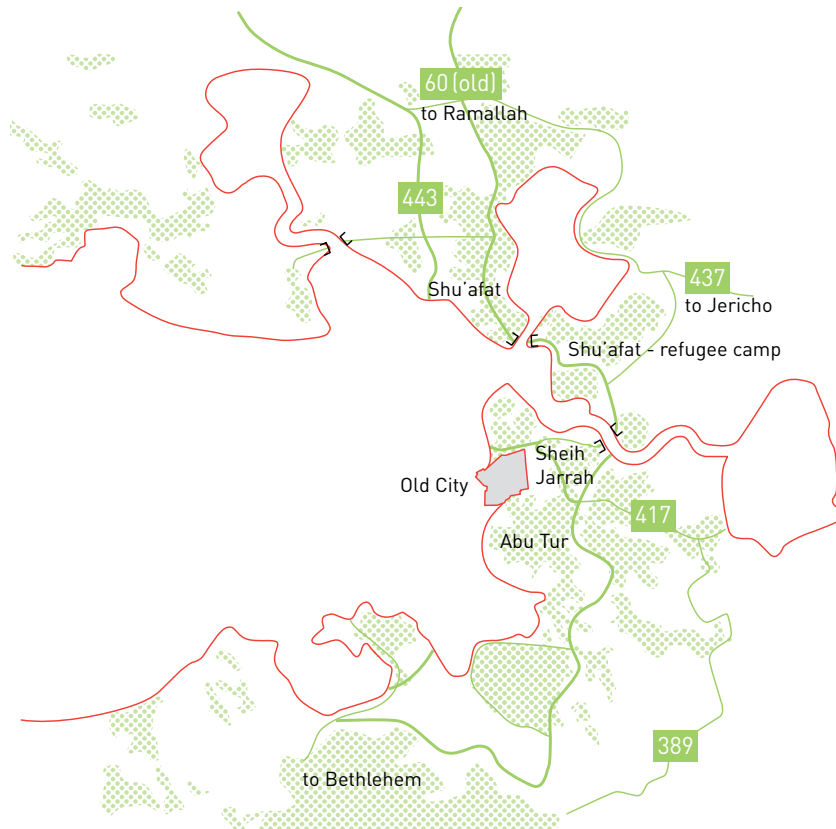 60 (old)
to Ramallah
443
437
to Jericho
Shu’afat
Shu’afat - refugee camp
Sheih
Jarrah
Old City
417
Abu Tur
389
to Bethlehem